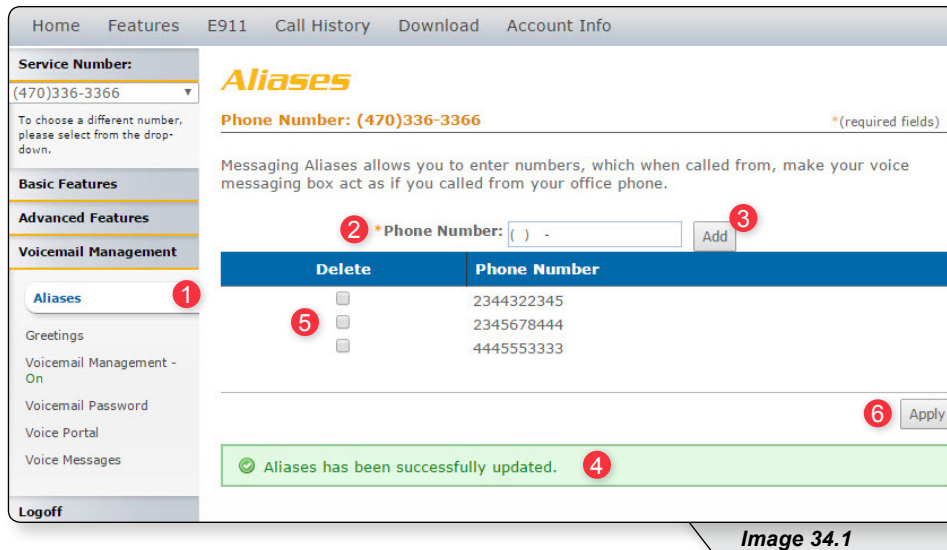 Home Features E911 Call History Download Account Info
Service Number:
(470)336-3366
To choose a different number,
please select from the drop-
down.
Basic Features
Advanced Features
Voicemail Management
Aliases
1
Greetings
Voicemail Management -
On
Voicemail Password
Voice Portal
Voice Messages
Logoff
Aliases
Phone Number: (470)336-3366 *(required fields)
Messaging Aliases allows you to enter numbers, which when called from, make your voice
messaging box act as if you called from your office phone.
2 *Phone Number: ( ) - Add 3
Delete Phone Number
2344322345
5 2345678444
4445553333
6 Apply
Aliases has been successfully updated. 4
Image 34.1